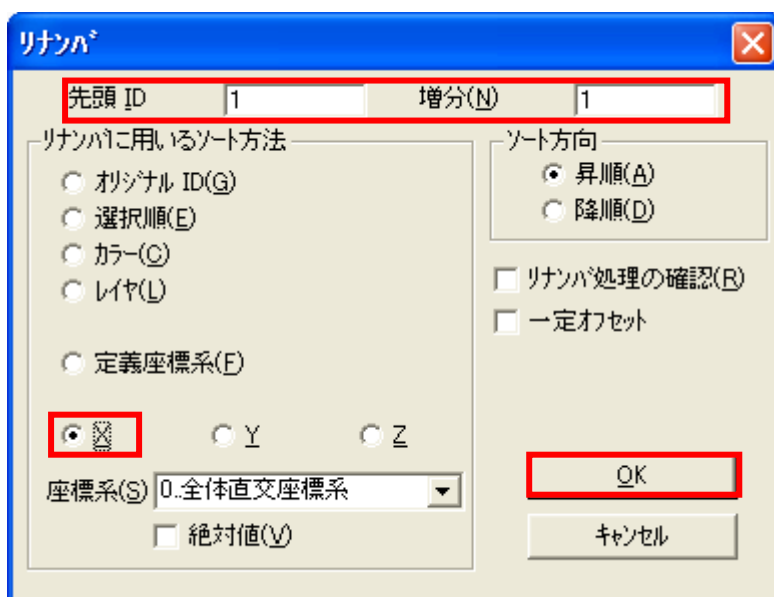 リナンバ
先頭 ID 1 増分(N) 1
リナンバに用いるソート方法
オリジナル ID(G)
選択順(E)
カラー(C)
レイヤ(L)
定義座標系(F)
X Y Z
座標系(S) 0..全体直交座標系
絶対値(V)
ソート方向
昇順(A)
降順(D)
リナンバ処理の確認(R)
一定オフセット
OK
キャンセル